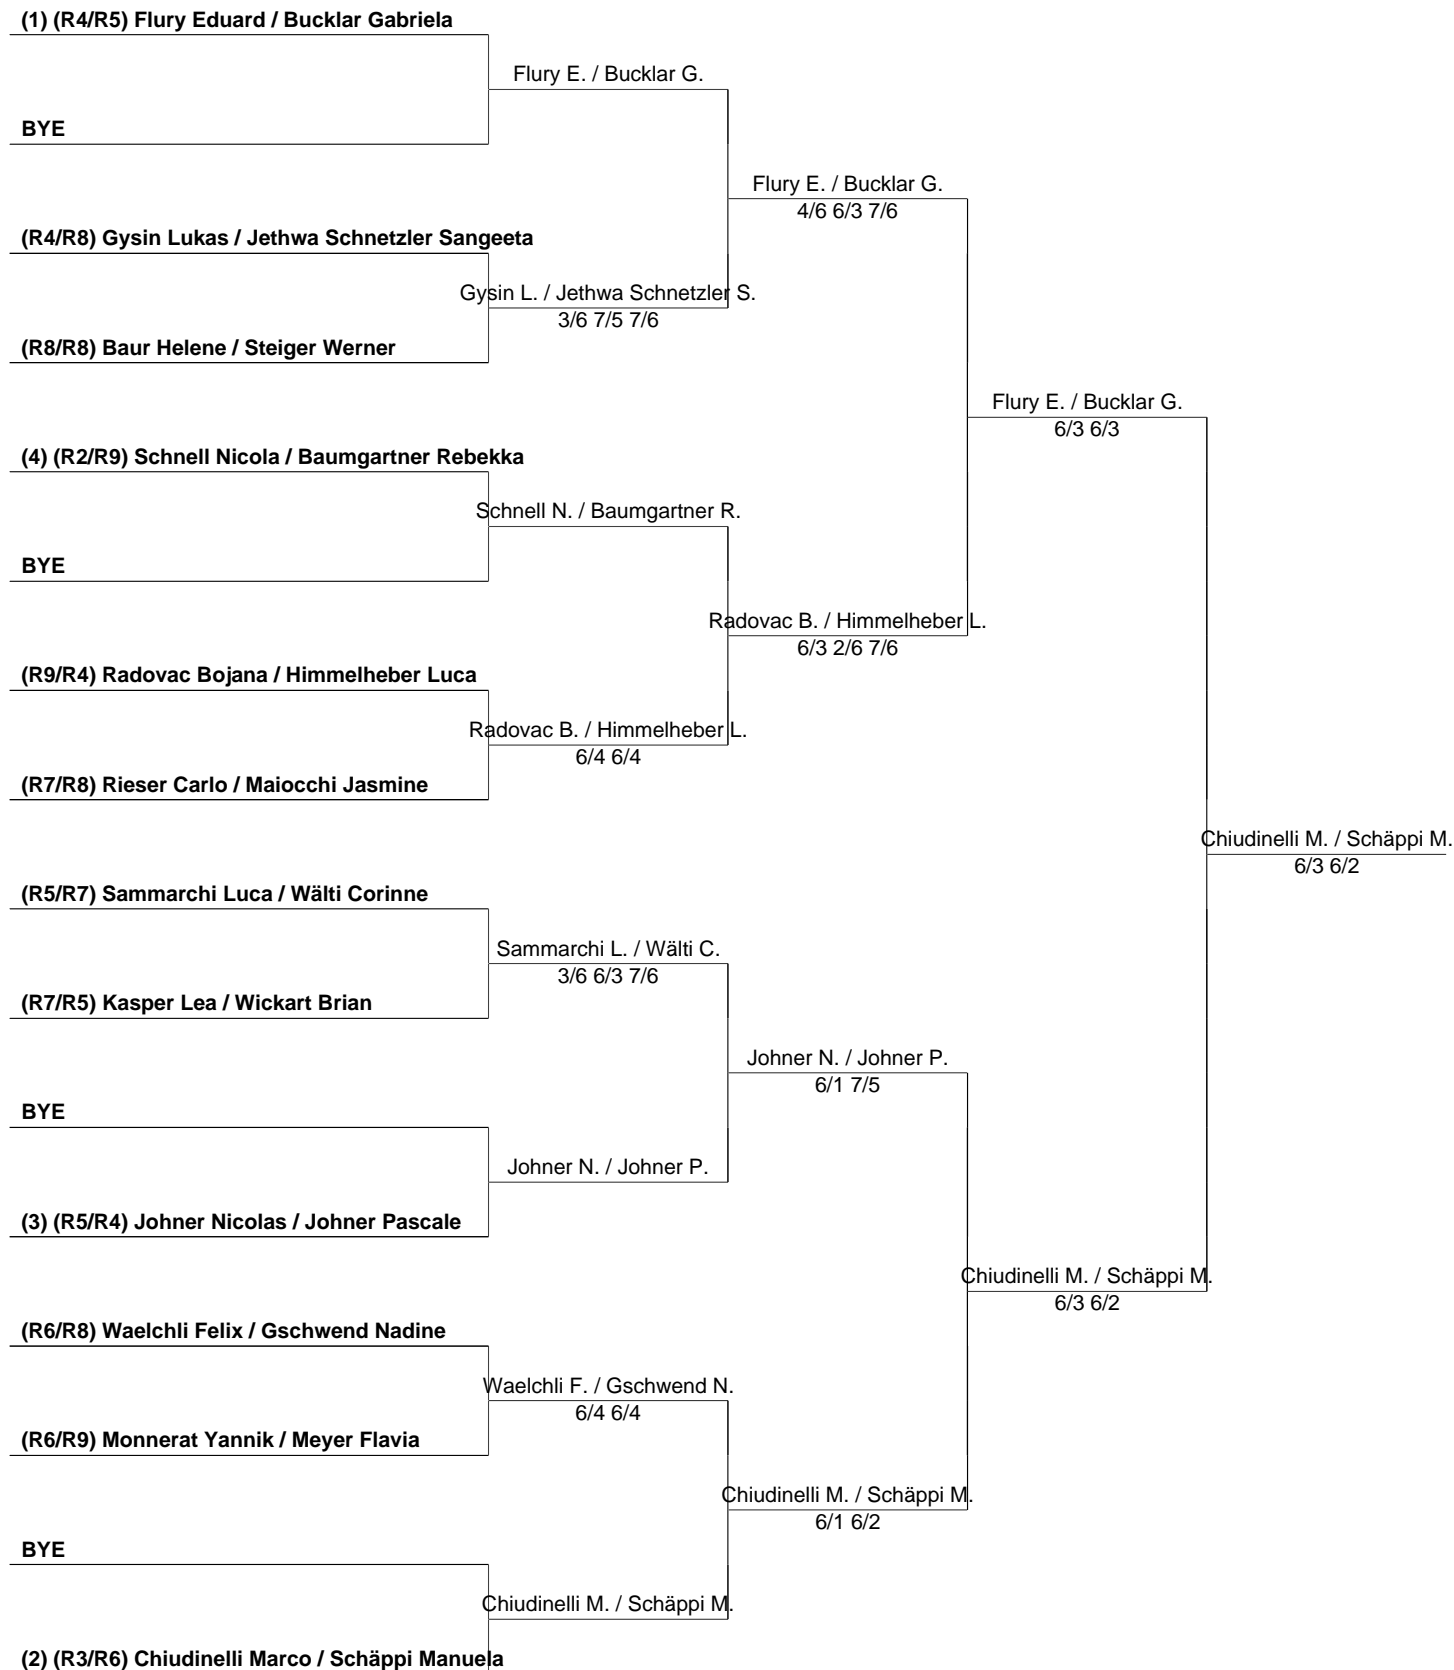 (1) (R4/R5) Flury Eduard / Bucklar Gabriela
Flury E. / Bucklar G.
BYE
Flury E. / Bucklar G.
4/6 6/3 7/6
(R4/R8) Gysin Lukas / Jethwa Schnetzler Sangeeta
Gysin L. / Jethwa Schnetzler S.
3/6 7/5 7/6
(R8/R8) Baur Helene / Steiger Werner
Flury E. / Bucklar G.
6/3 6/3
(4) (R2/R9) Schnell Nicola / Baumgartner Rebekka
Schnell N. / Baumgartner R.
BYE
Radovac B. / Himmelheber L.
6/3 2/6 7/6
(R9/R4) Radovac Bojana / Himmelheber Luca
Radovac B. / Himmelheber L.
6/4 6/4
(R7/R8) Rieser Carlo / Maiocchi Jasmine
Chiudinelli M. / Schäppi M.
6/3 6/2
(R5/R7) Sammarchi Luca / Wälti Corinne
Sammarchi L. / Wälti C.
3/6 6/3 7/6
(R7/R5) Kasper Lea / Wickart Brian
Johner N. / Johner P.
6/1 7/5
BYE
Johner N. / Johner P.
(3) (R5/R4) Johner Nicolas / Johner Pascale
Chiudinelli M. / Schäppi M.
6/3 6/2
(R6/R8) Waelchli Felix / Gschwend Nadine
Waelchli F. / Gschwend N.
6/4 6/4
(R6/R9) Monnerat Yannik / Meyer Flavia
Chiudinelli M. / Schäppi M.
6/1 6/2
BYE
Chiudinelli M. / Schäppi M.
(2) (R3/R6) Chiudinelli Marco / Schäppi Manuela